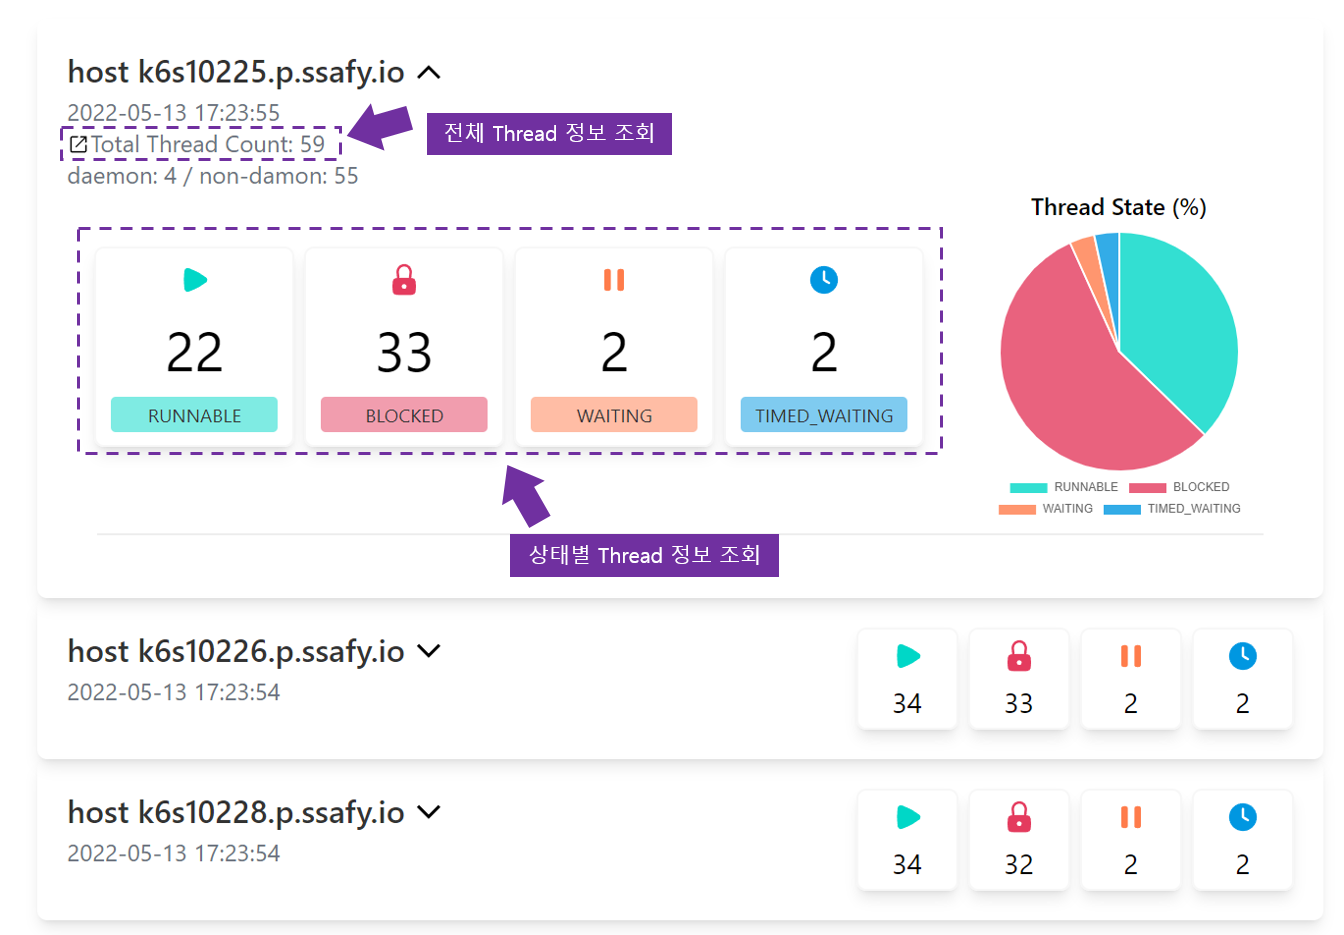 host k6s10225.p.ssafy.io
2022-05-13 17:23:55
Total Thread Count: 59
전체 Thread 정보 조회
daemon: 4 / non-damon: 55
Thread State (%)
22
33
2
2
RUNNABLE
BLOCKED
WAITING
TIMED_WAITING
RUNNABLE BLOCKED
WAITING TIMED_WAITING
상태별 Thread 정보 조회
host k6s10226.p.ssafy.io
2022-05-13 17:23:54
34
33
2
2
host k6s10228.p.ssafy.io
2022-05-13 17:23:54
34
32
2
2